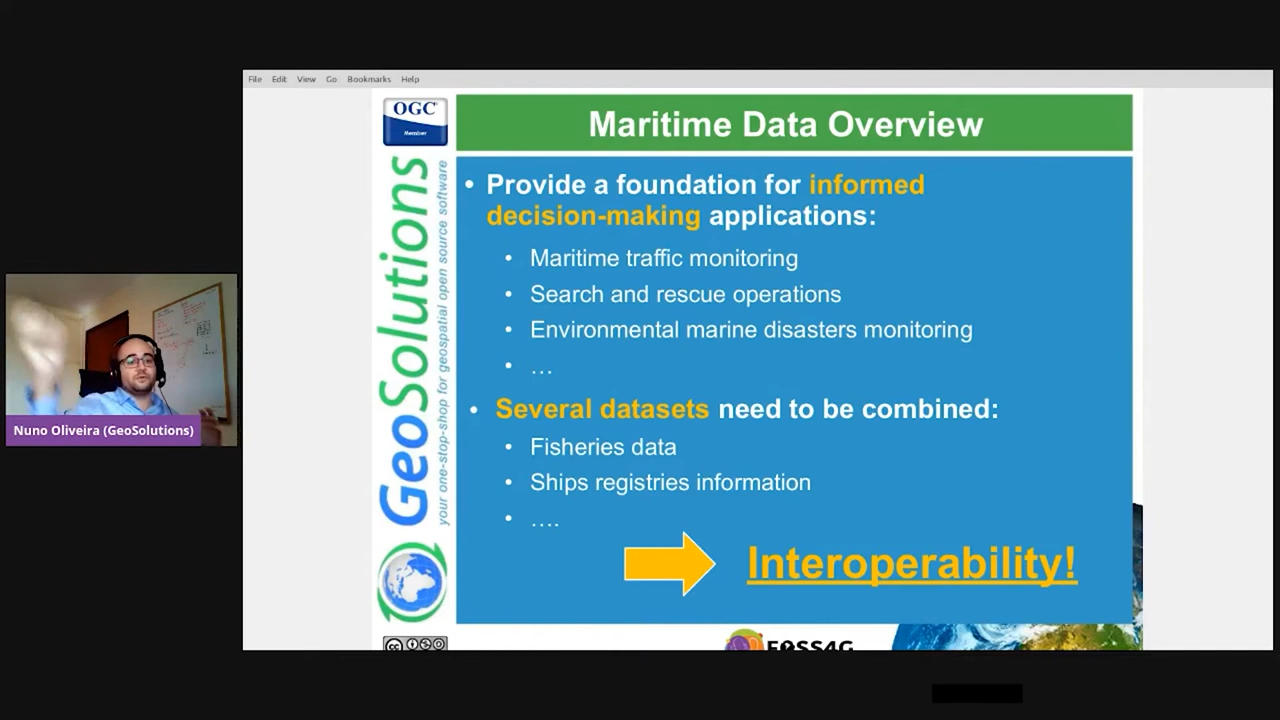 File Edit View Go Bookmarks Help
OGC
Member
Maritime Data Overview
GeoSolutions
your one-stop-shop for geospatial open source software
• Provide a foundation for informed
decision-making applications:
• Maritime traffic monitoring
• Search and rescue operations
• Environmental marine disasters monitoring
• …
• Several datasets need to be combined:
• Fisheries data
• Ships registries information
• ….
Interoperability!
FOSS4G
Nuno Oliveira (GeoSolutions)